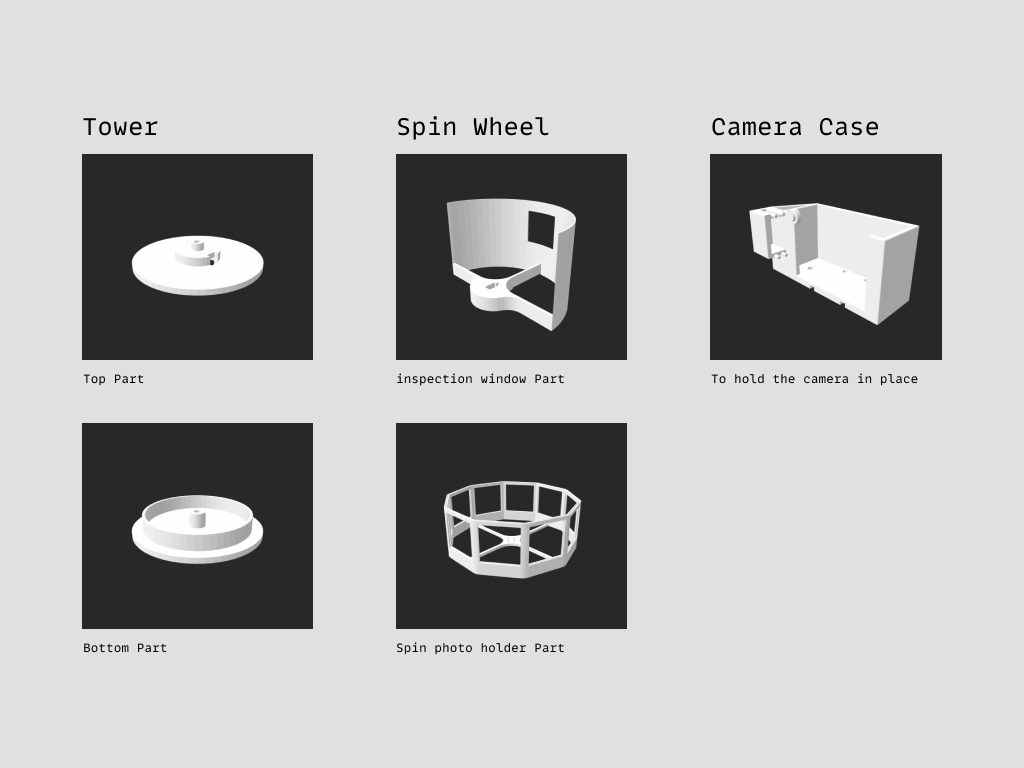 Tower
Spin Wheel
Camera Case
Top Part
inspection window Part
To hold the camera in place
Bottom Part
Spin photo holder Part